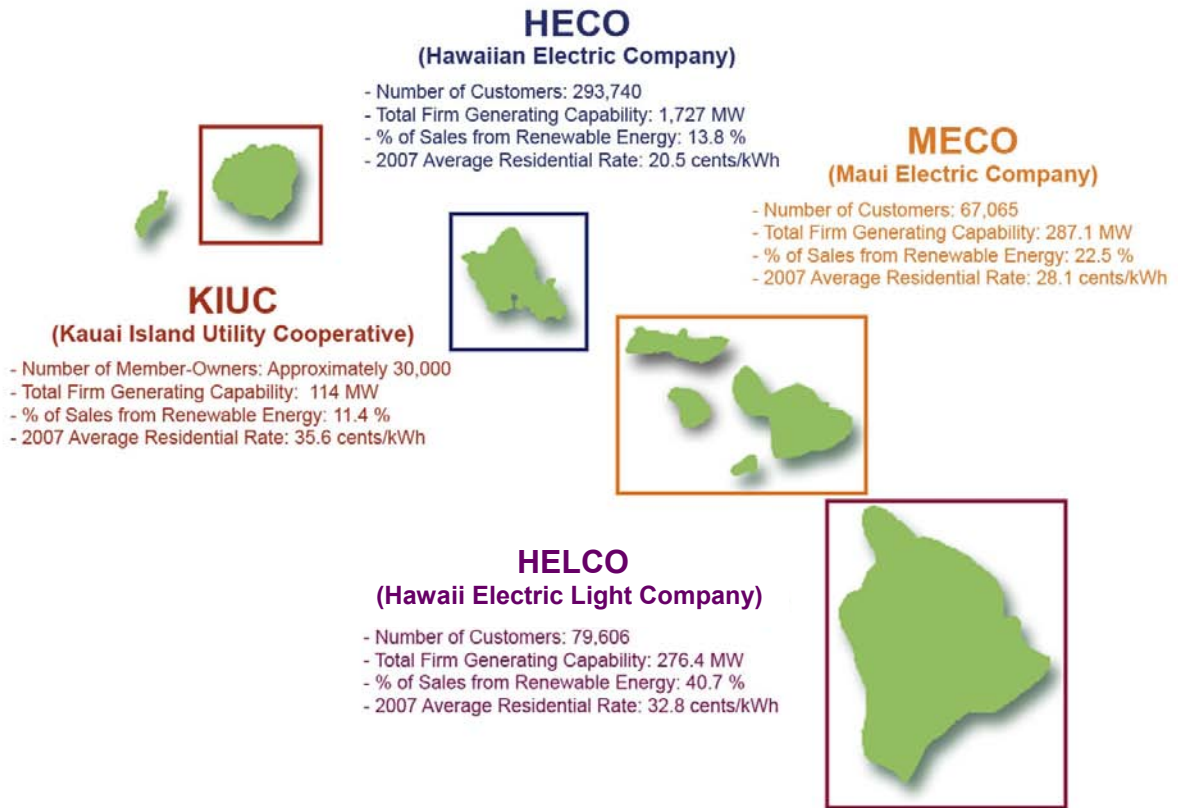 HECO
(Hawaiian Electric Company)
- Number of Customers: 293,740
- Total Firm Generating Capability: 1,727 MW
- % of Sales from Renewable Energy: 13.8 %
- 2007 Average Residential Rate: 20.5 cents/kWh
MECO
(Maui Electric Company)
- Number of Customers: 67,065
- Total Firm Generating Capability: 287.1 MW
- % of Sales from Renewable Energy: 22.5 %
- 2007 Average Residential Rate: 28.1 cents/kWh
KIUC
(Kauai Island Utility Cooperative)
- Number of Member-Owners: Approximately 30,000
- Total Firm Generating Capability: 114 MW
- % of Sales from Renewable Energy: 11.4 %
- 2007 Average Residential Rate: 35.6 cents/kWh
HELCO
(Hawaii Electric Light Company)
- Number of Customers: 79,606
- Total Firm Generating Capability: 276.4 MW
- % of Sales from Renewable Energy: 40.7 %
- 2007 Average Residential Rate: 32.8 cents/kWh